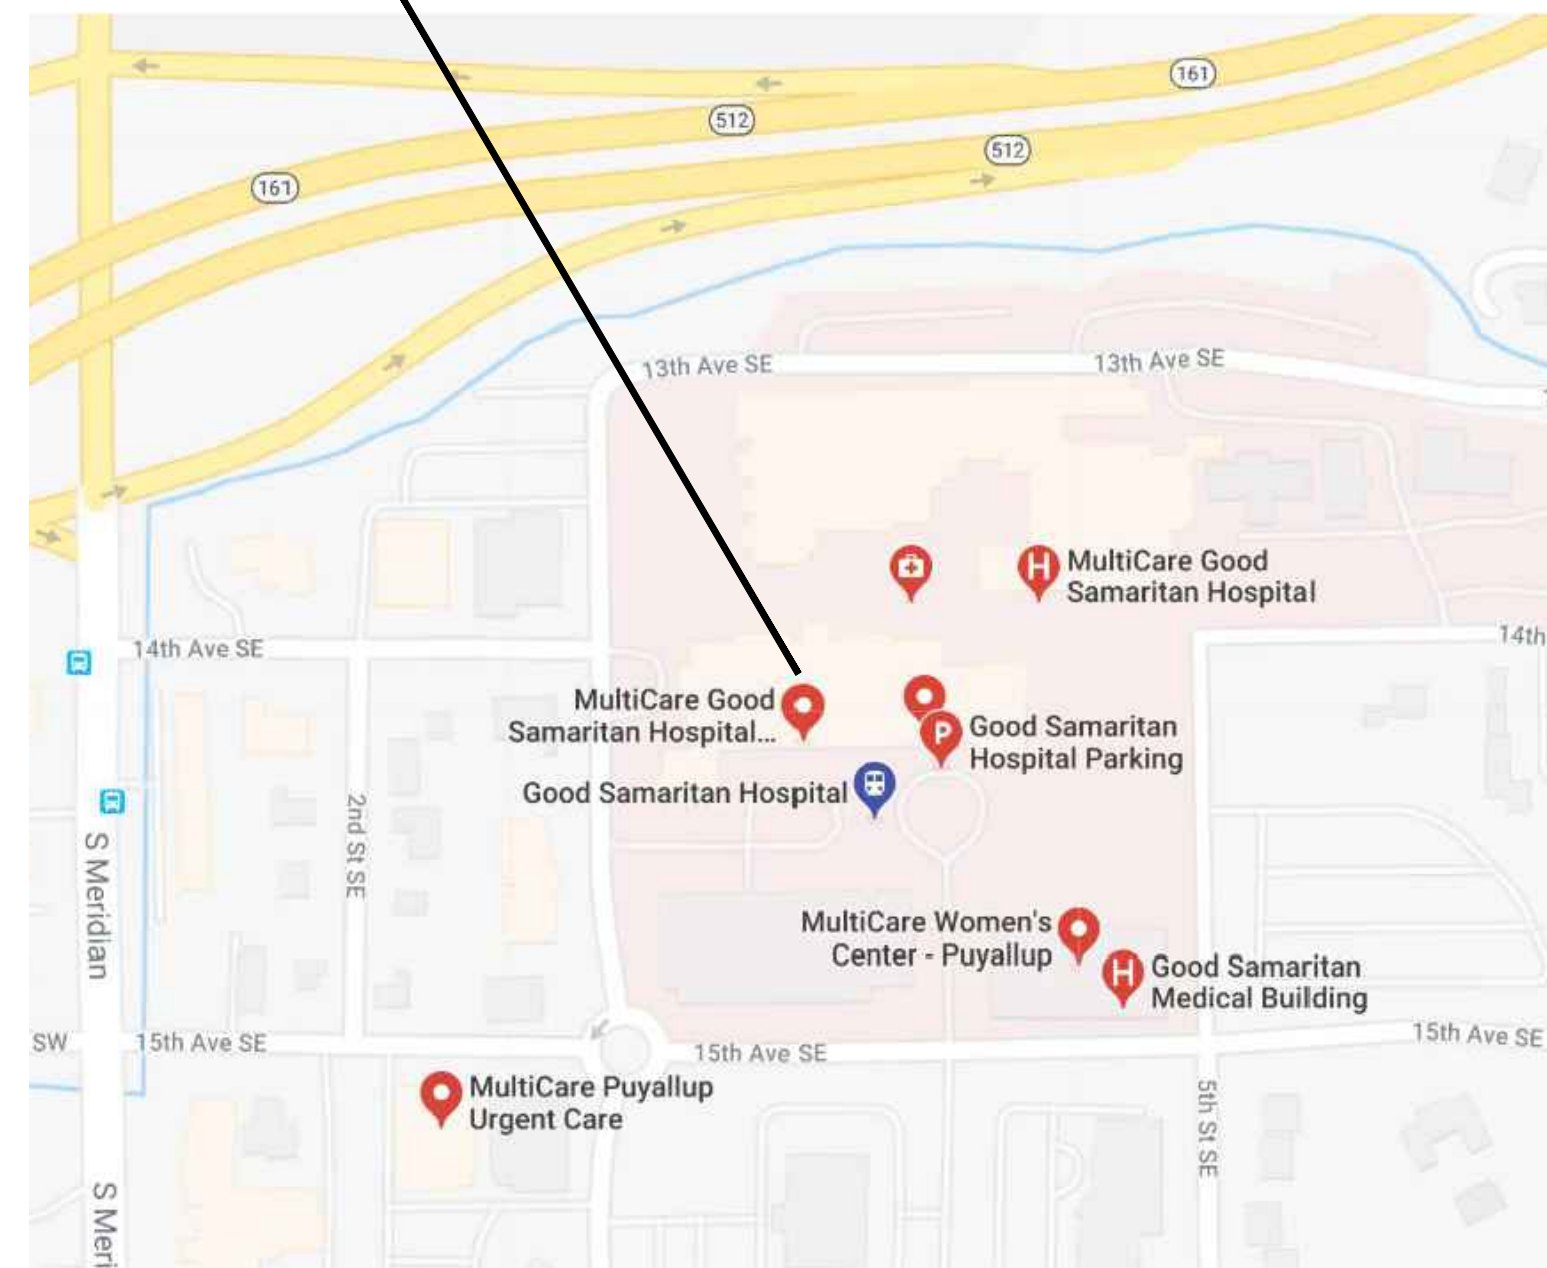 161
512
512
161
13th Ave SE
13th Ave SE
H
MultiCare Good
Samaritan Hospital
14th Ave SE
14th
MultiCare Good
Samaritan Hospital...
P
Good Samaritan
Hospital Parking
Good Samaritan Hospital
2nd St SE
S Meridian
MultiCare Women's
Center - Puyallup
H
Good Samaritan
Medical Building
SW
15th Ave SE
15th Ave SE
15th Ave SE
MultiCare Puyallup
Urgent Care
5th St SE
S Meri